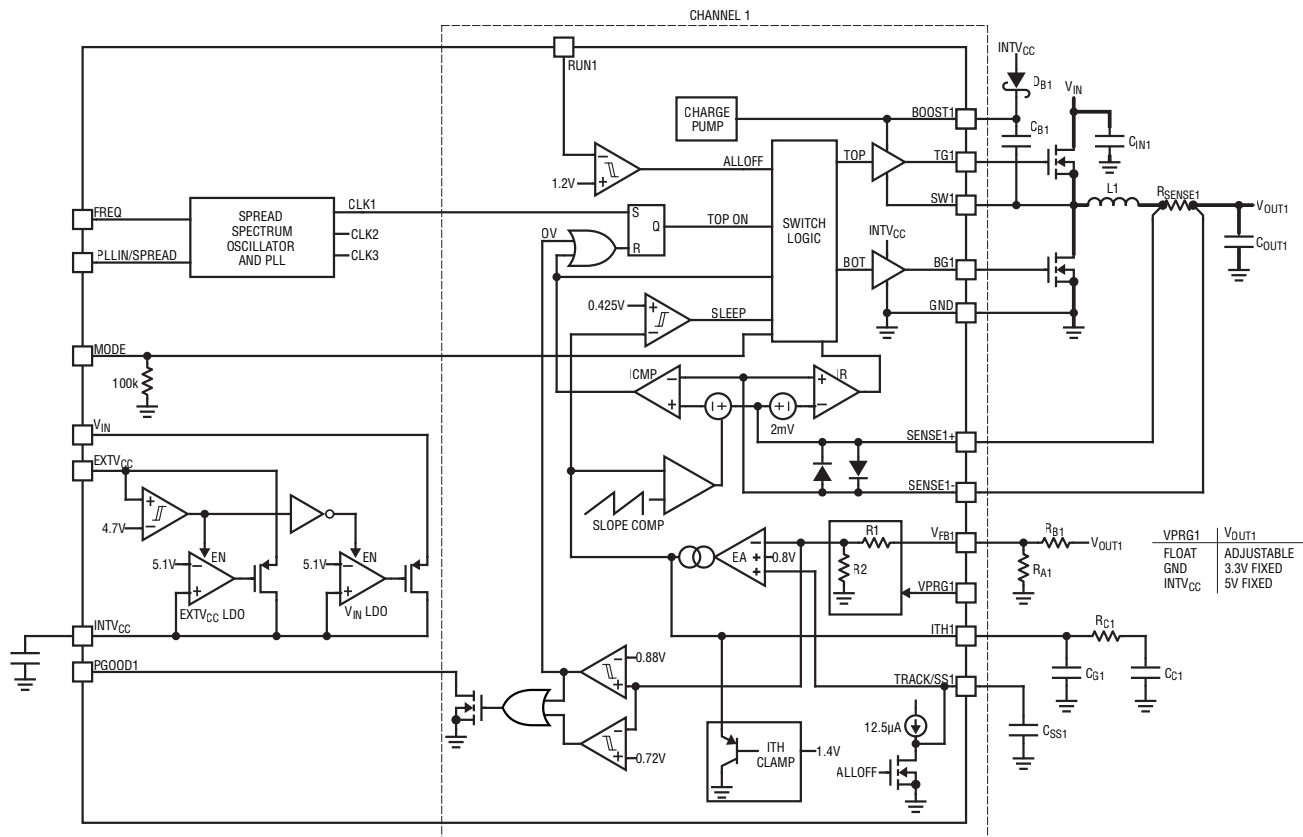 CHANNEL 1
RUN1
INTVCC
DB1
VIN
CHARGE
PUMP
BOOST1
CB1
CIN1
ALLOFF
TOP
TG1
1.2V
L1
RSENSE1
SW1
VOUT1
FREQ
SPREAD
SPECTRUM
OSCILLATOR
AND PLL
CLK1
CLK2
CLK3
S
Q
R
TOP ON
SWITCH
LOGIC
OV
INTVCC
COUT1
PLLIN/SPREAD
BOT
BG1
0.425V
SLEEP
GND
MODE
100k
ICMP
IR
2mV
VIN
SENSE1+
EXTVCC
SENSE1-
4.7V
SLOPE COMP
EN
5.1V
EXTVCC LDO
EN
5.1V
VIN LDO
EA
0.8V
R1
R2
VFB1
RB1
VOUT1
RA1
VPRG1 VOUT1
FLOAT ADJUSTABLE
GND 3.3V FIXED
INTVCC 5V FIXED
VPRG1
INTVCC
ITH1
RC1
CG1
CC1
PGOOD1
0.88V
TRACK/SS1
0.72V
12.5µA
CSS1
ITH
CLAMP
1.4V
ALLOFF